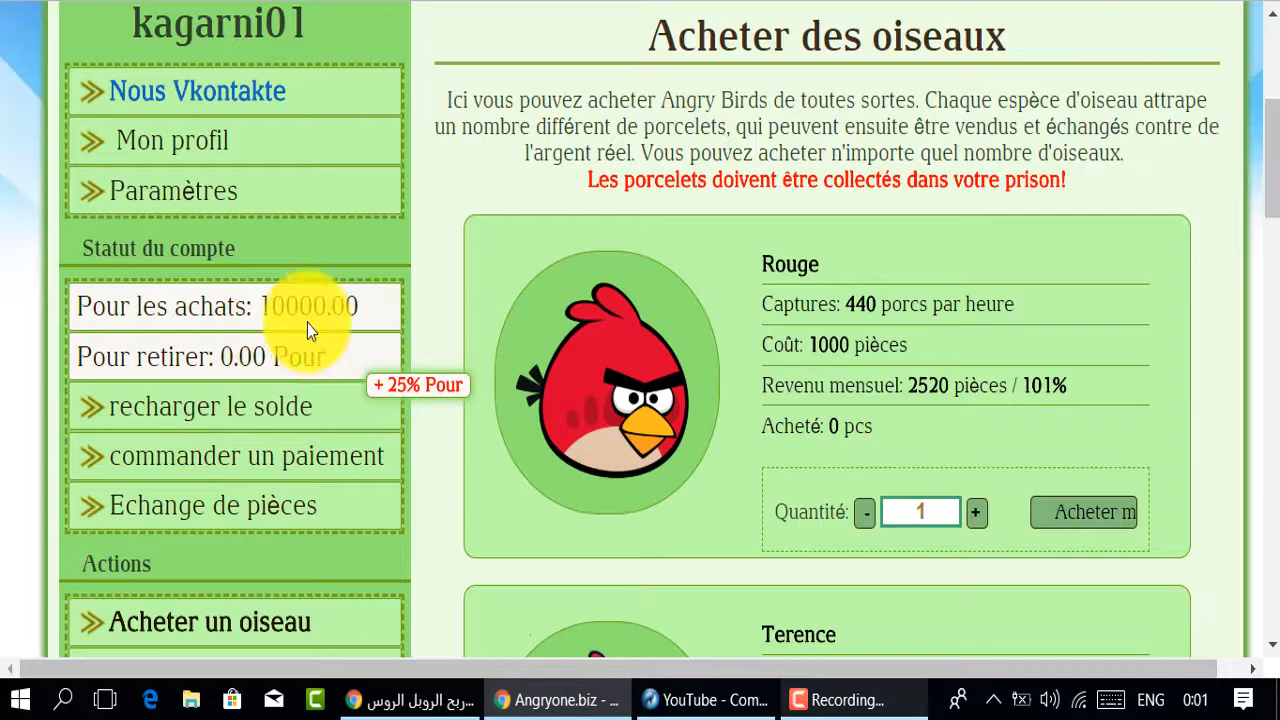 kagarni01
Nous Vkontakte
Mon profil
Paramètres
Statut du compte
Pour les achats: 10000.00
Pour retirer: 0.00 Pour
+ 25% Pour
recharger le solde
commander un paiement
Echange de pièces
Actions
Acheter un oiseau
Acheter des oiseaux
Ici vous pouvez acheter Angry Birds de toutes sortes. Chaque espèce d'oiseau attrape
un nombre différent de porcelets, qui peuvent ensuite être vendus et échangés contre de
l'argent réel. Vous pouvez acheter n'importe quel nombre d'oiseaux.
Les porcelets doivent être collectés dans votre prison!
Rouge
Captures: 440 porcs par heure
Coût: 1000 pièces
Revenu mensuel: 2520 pièces / 101%
Acheté: 0 pcs
Quantité: - 1 + Acheter m
Terence
ربح الروبل الروس...
Angryone.biz - ...
YouTube - Com...
Recording...
ENG
0:01